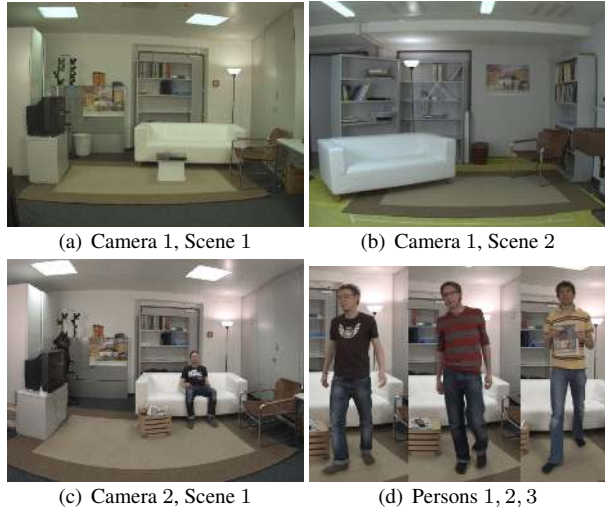 (a) Camera 1, Scene 1
(b) Camera 1, Scene 2
(c) Camera 2, Scene 1
(d) Persons 1, 2, 3